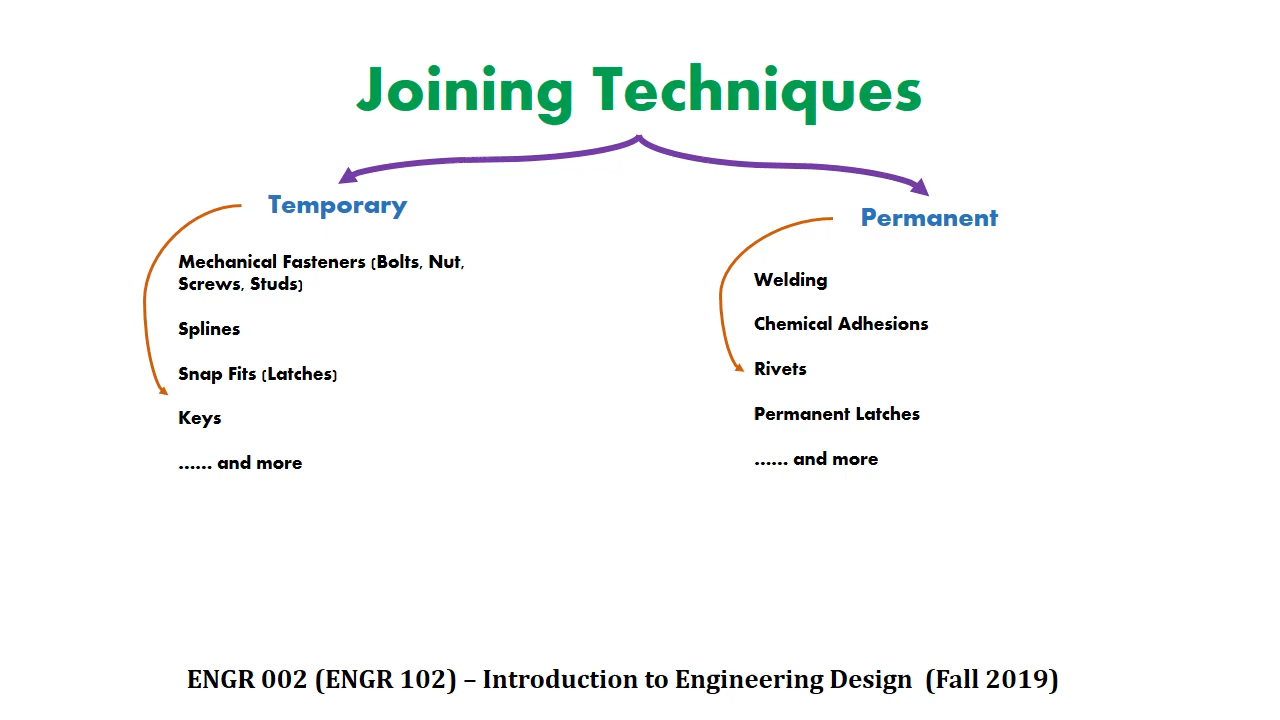 Joining Techniques
Temporary
Mechanical Fasteners (Bolts, Nut,
Screws, Studs)
Splines
Snap Fits (Latches)
Keys
...... and more
Permanent
Welding
Chemical Adhesions
Rivets
Permanent Latches
...... and more
ENGR 002 (ENGR 102) – Introduction to Engineering Design (Fall 2019)